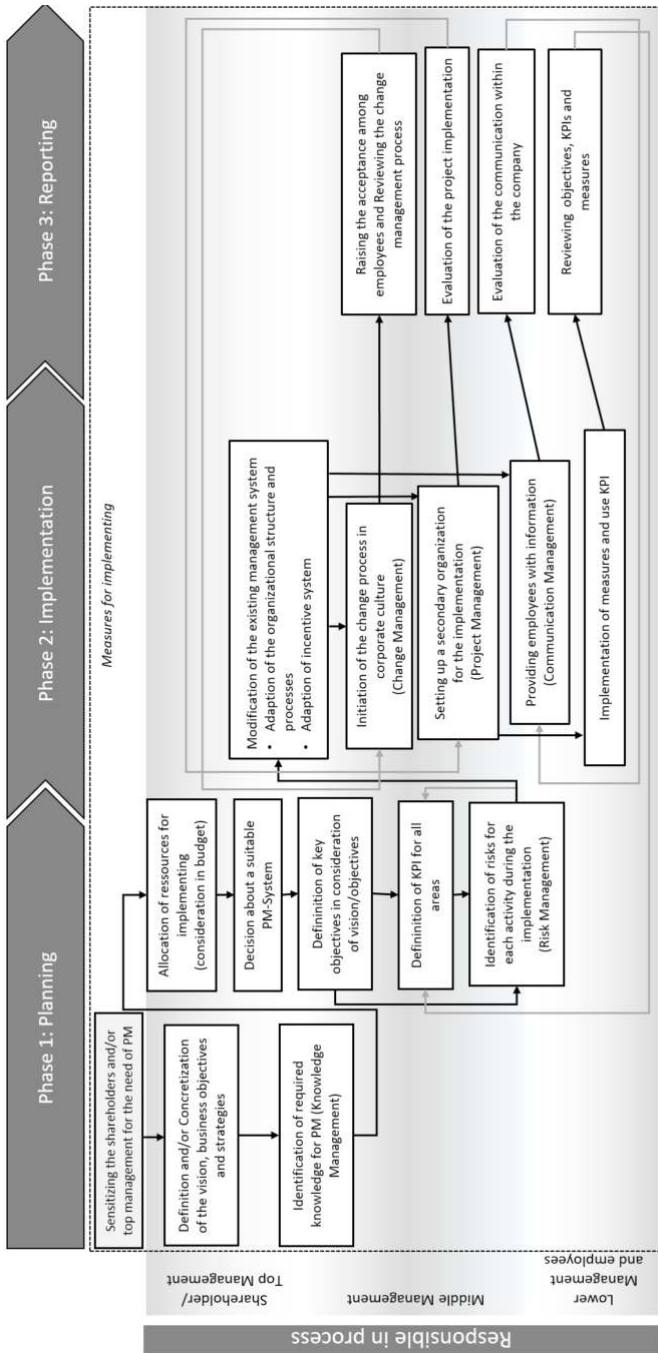 Phase 1: Planning
Phase 2: Implementation
Phase 3: Reporting
Measures for implementing
Responsible in process
Shareholder/
Top Management
Middle Management
Lower
Management
and employees
Sensitizing the shareholders and/or
top management for the need of PM
Definition and/or Concretization
of the vision, business objectives
and strategies
Identification of required
knowledge for PM (Knowledge
Management)
Allocation of ressources for
implementing
(consideration in budget)
Decision about a suitable
PM-System
Defininition of key
objectives in consideration
of vision/objectives
Defininition of KPI for all
areas
Identification of risks for
each activity during the
implementation
(Risk Management)
Modification of the existing management system
• Adaption of the organizational structure and
processes
• Adaption of incentive system
Initiation of the change process in
corporate culture
(Change Management)
Setting up a secondary organization
for the implementation
(Project Management)
Providing employees with information
(Communication Management)
Implementation of measures and use KPI
Raising the acceptance among
employees and Reviewing the change
management process
Evaluation of the project implementation
Evaluation of the communication within
the company
Reviewing objectives, KPIs and
measures